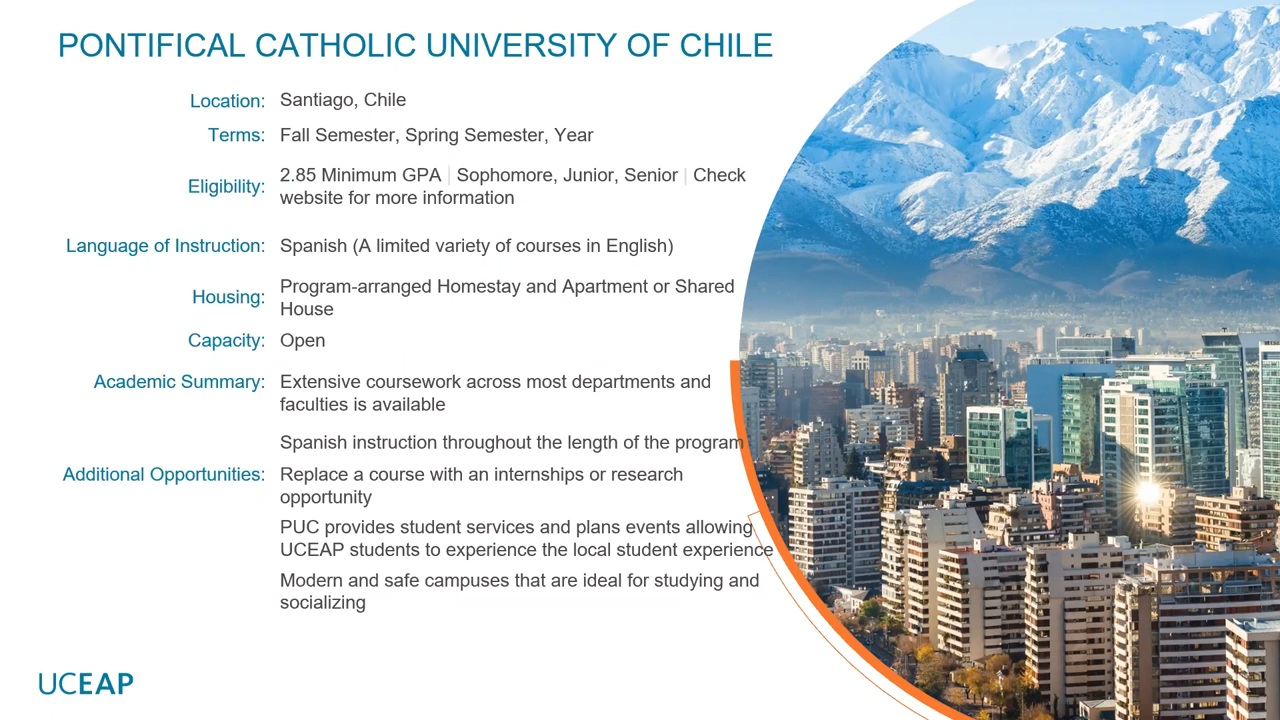 PONTIFICAL CATHOLIC UNIVERSITY OF CHILE
Location: Santiago, Chile
Terms: Fall Semester, Spring Semester, Year
Eligibility: 2.85 Minimum GPA | Sophomore, Junior, Senior | Check
website for more information
Language of Instruction: Spanish (A limited variety of courses in English)
Housing: Program-arranged Homestay and Apartment or Shared
House
Capacity: Open
Academic Summary: Extensive coursework across most departments and
faculties is available
Spanish instruction throughout the length of the program
Additional Opportunities: Replace a course with an internships or research
opportunity
PUC provides student services and plans events allowing
UCEAP students to experience the local student experience
Modern and safe campuses that are ideal for studying and
socializing
UCEAP